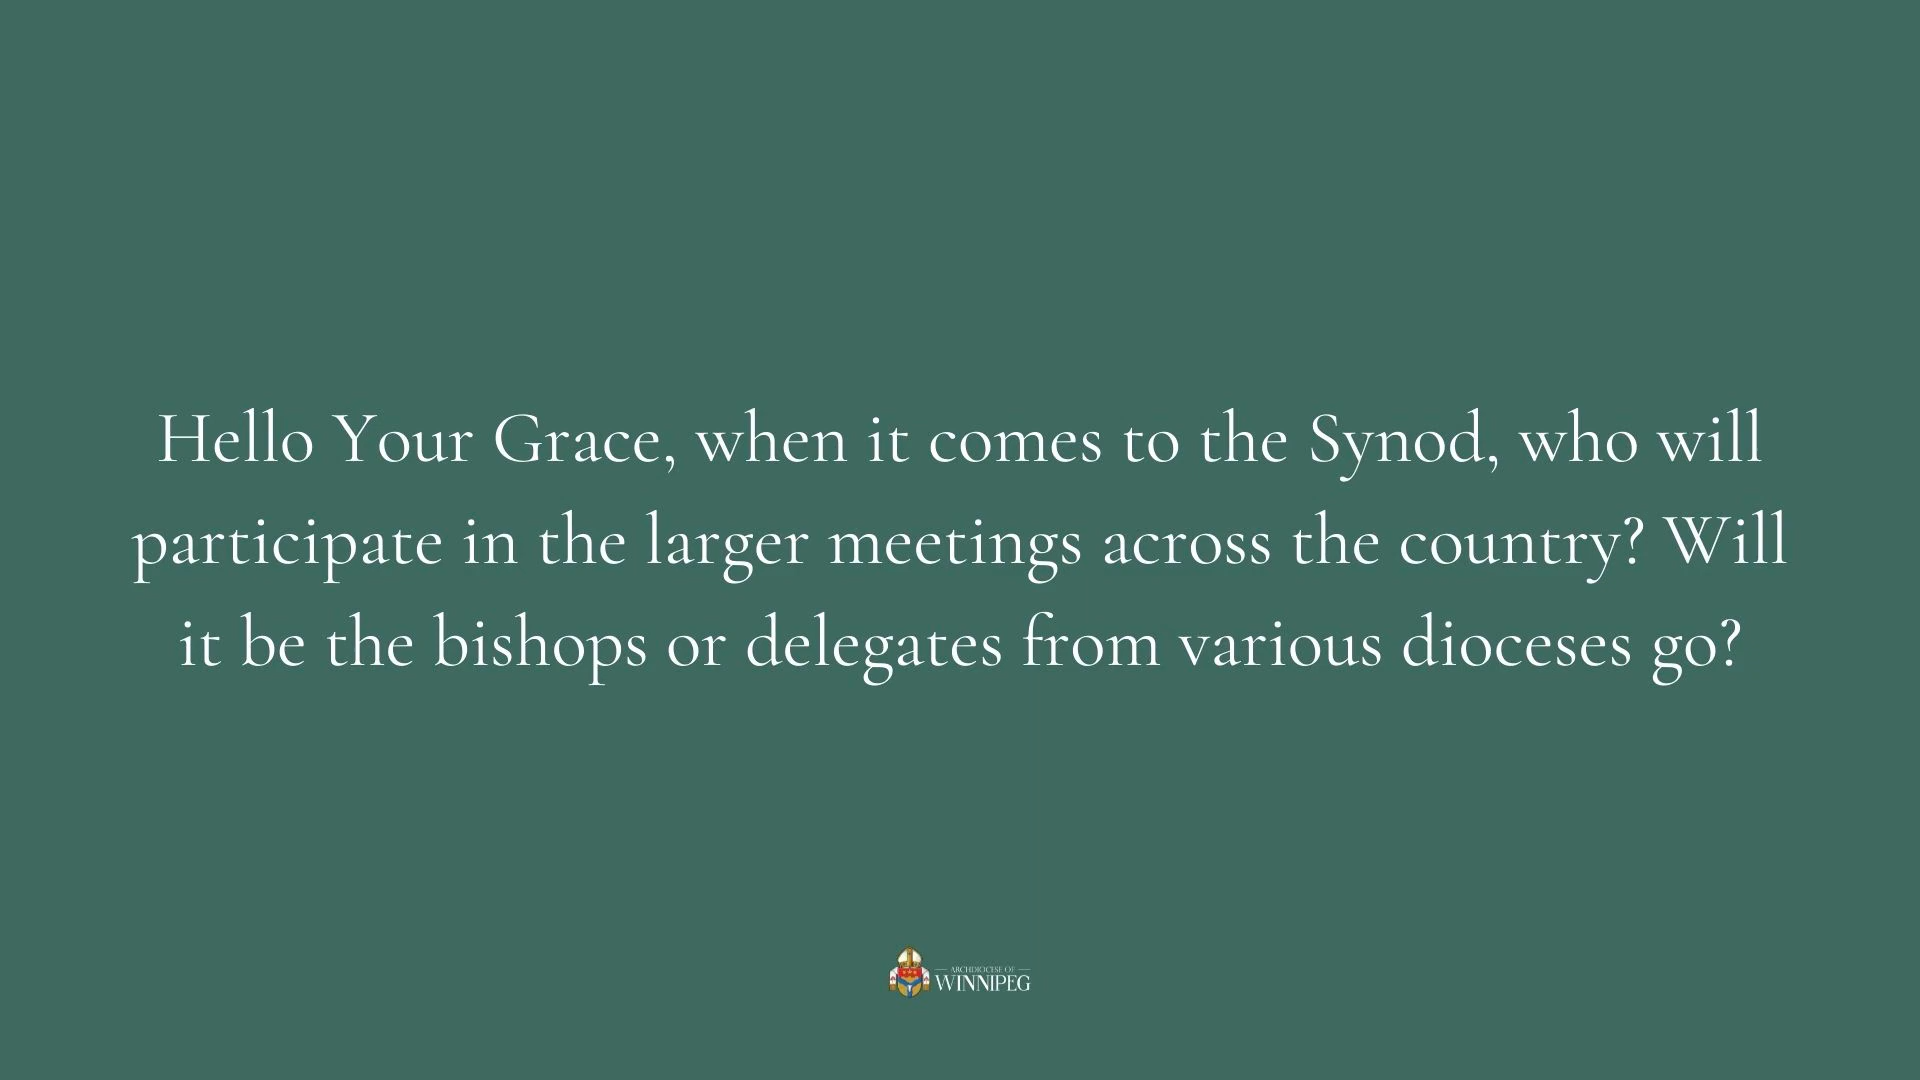 Hello Your Grace, when it comes to the Synod, who will
participate in the larger meetings across the country? Will
it be the bishops or delegates from various dioceses go?
ARCHDIOCESE OF
WINNIPEG